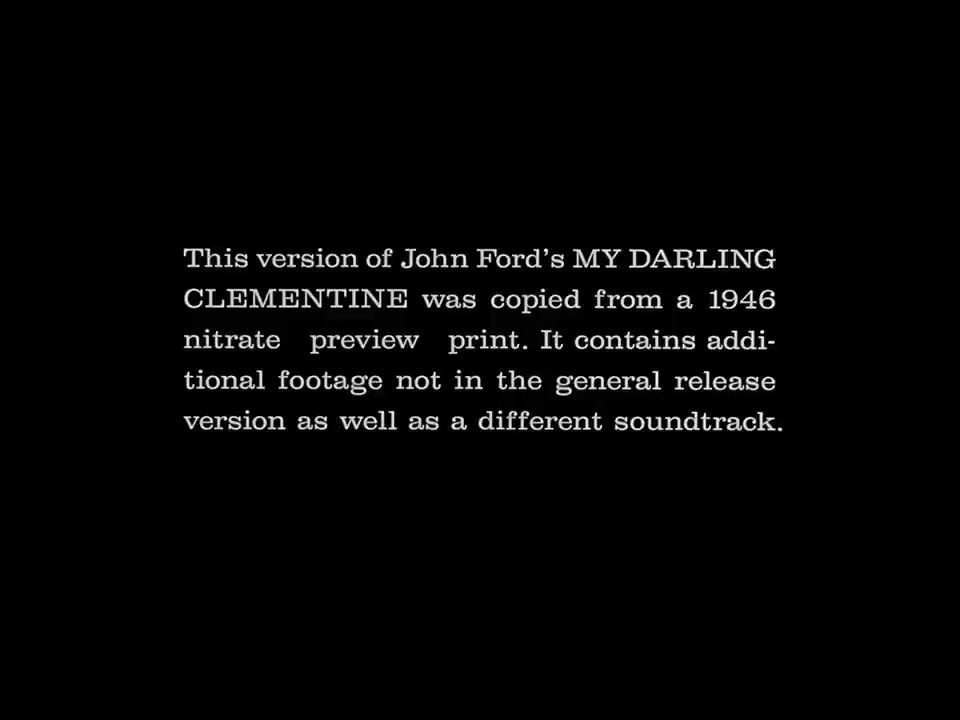 This version of John Ford's MY DARLING
CLEMENTINE was copied from a 1946
nitrate preview print. It contains addi-
tional footage not in the general release
version as well as a different soundtrack.